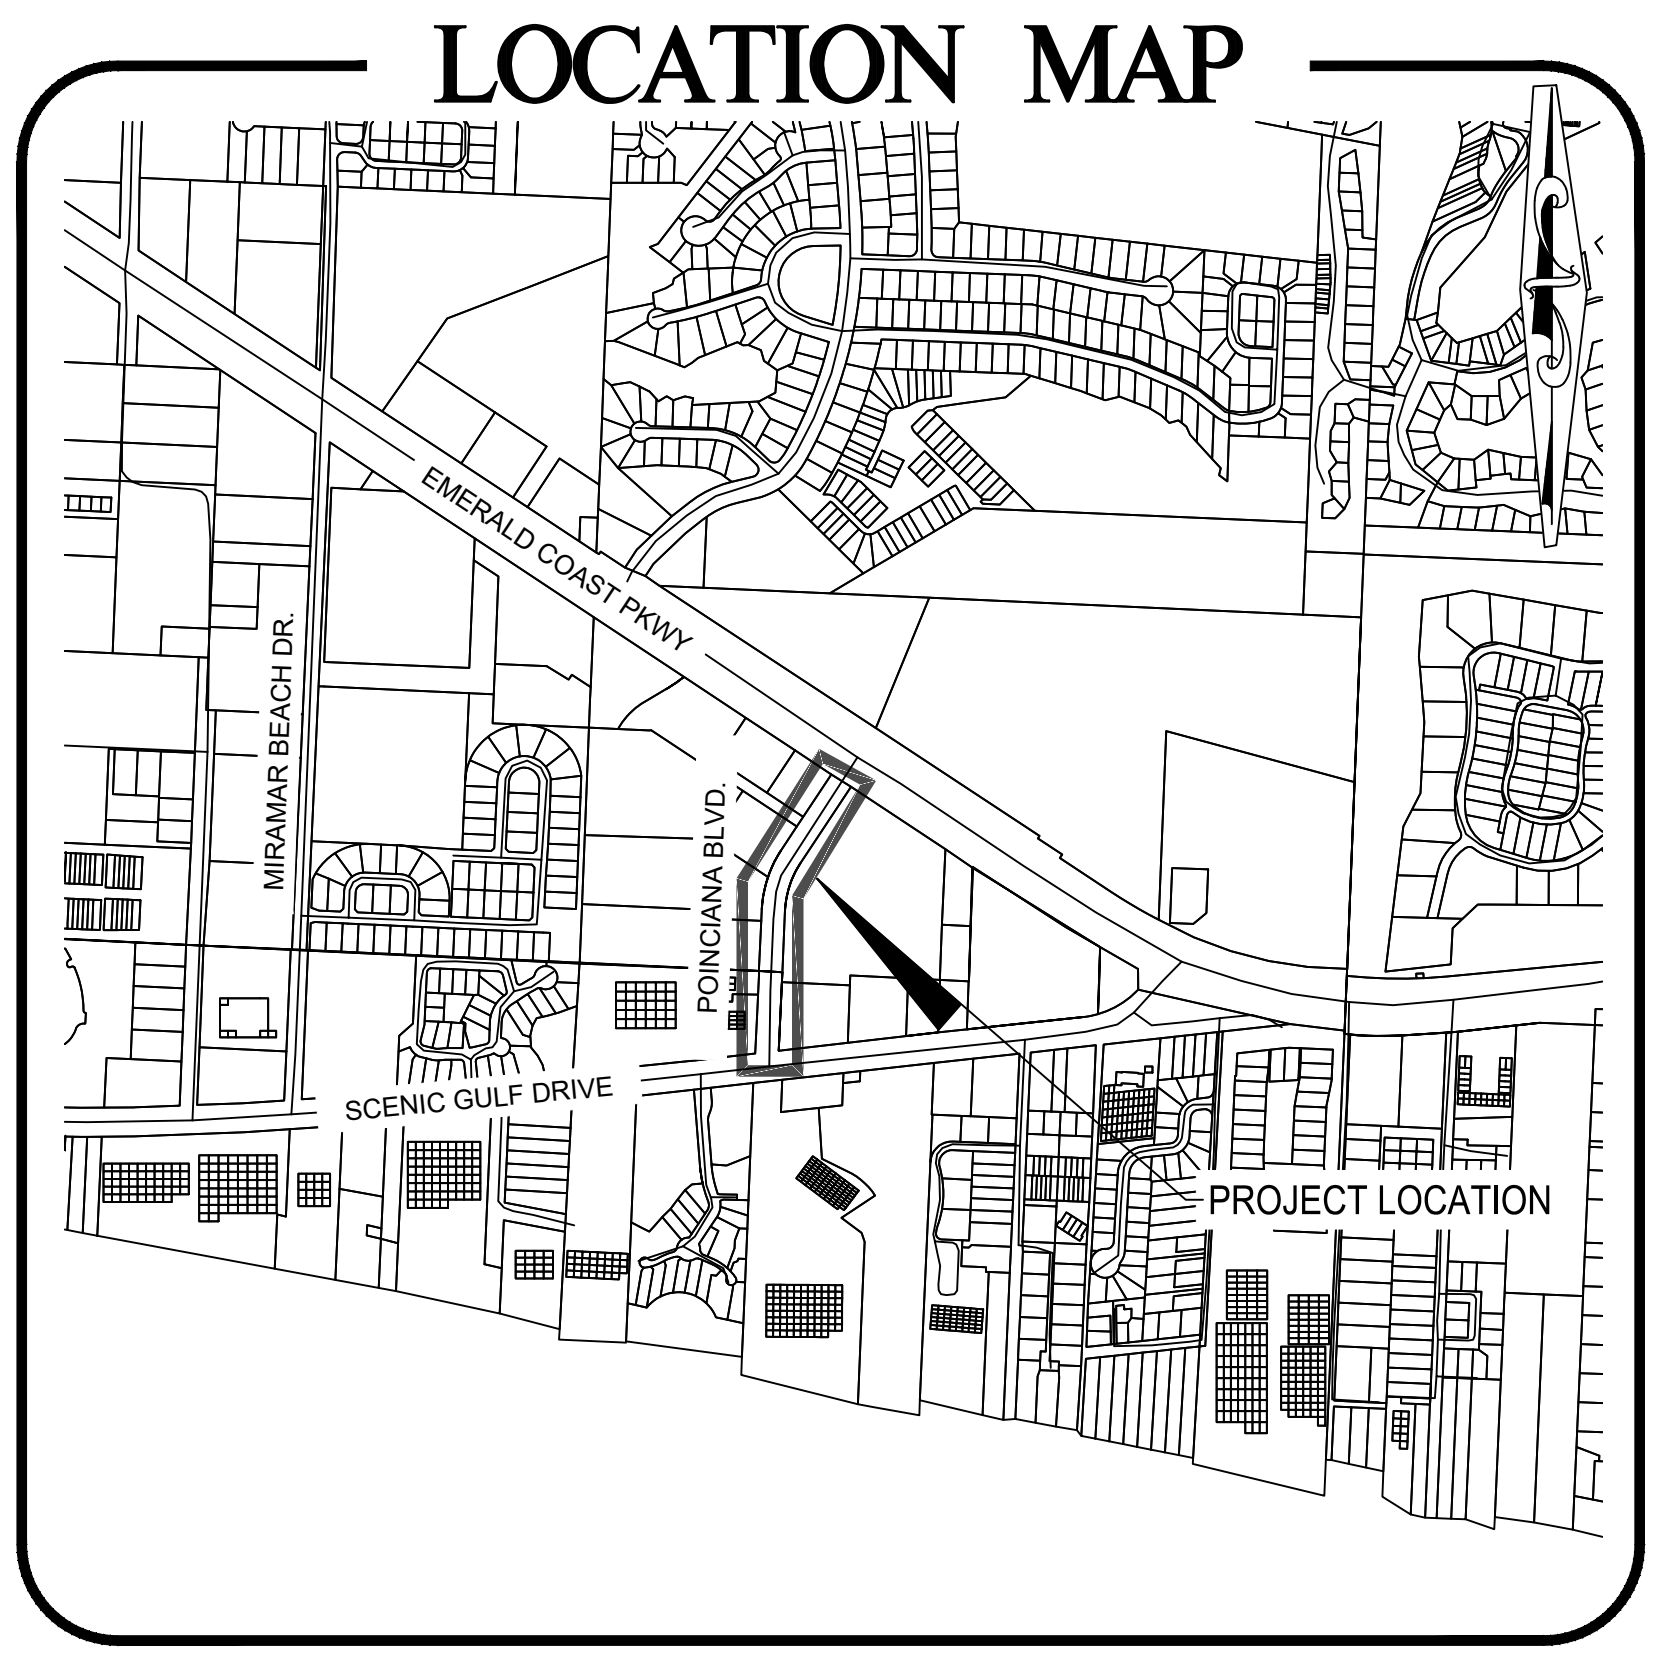 LOCATION MAP
EMERALD COAST PKWY
MIRAMAR BEACH DR.
POINCIANA BLVD.
SCENIC GULF DRIVE
PROJECT LOCATION